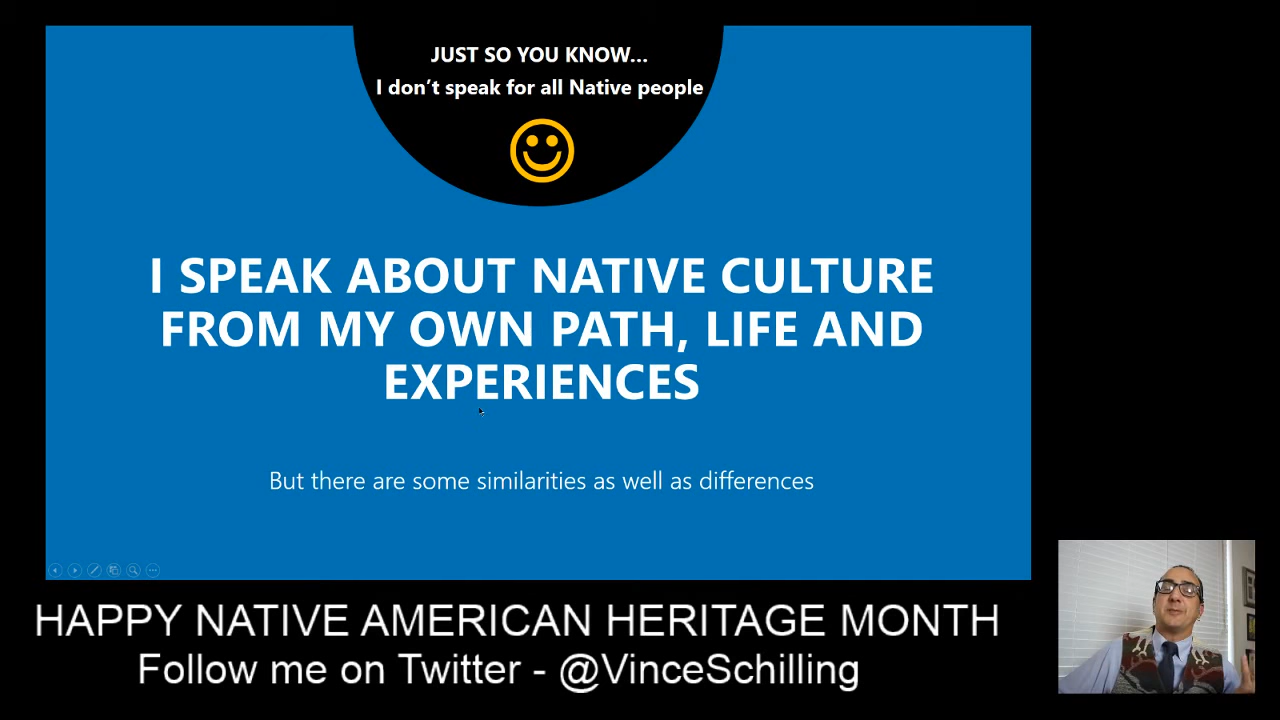 JUST SO YOU KNOW...
I don't speak for all Native people
I SPEAK ABOUT NATIVE CULTURE
FROM MY OWN PATH, LIFE AND
EXPERIENCES
But there are some similarities as well as differences
HAPPY NATIVE AMERICAN HERITAGE MONTH
Follow me on Twitter - @VinceSchilling